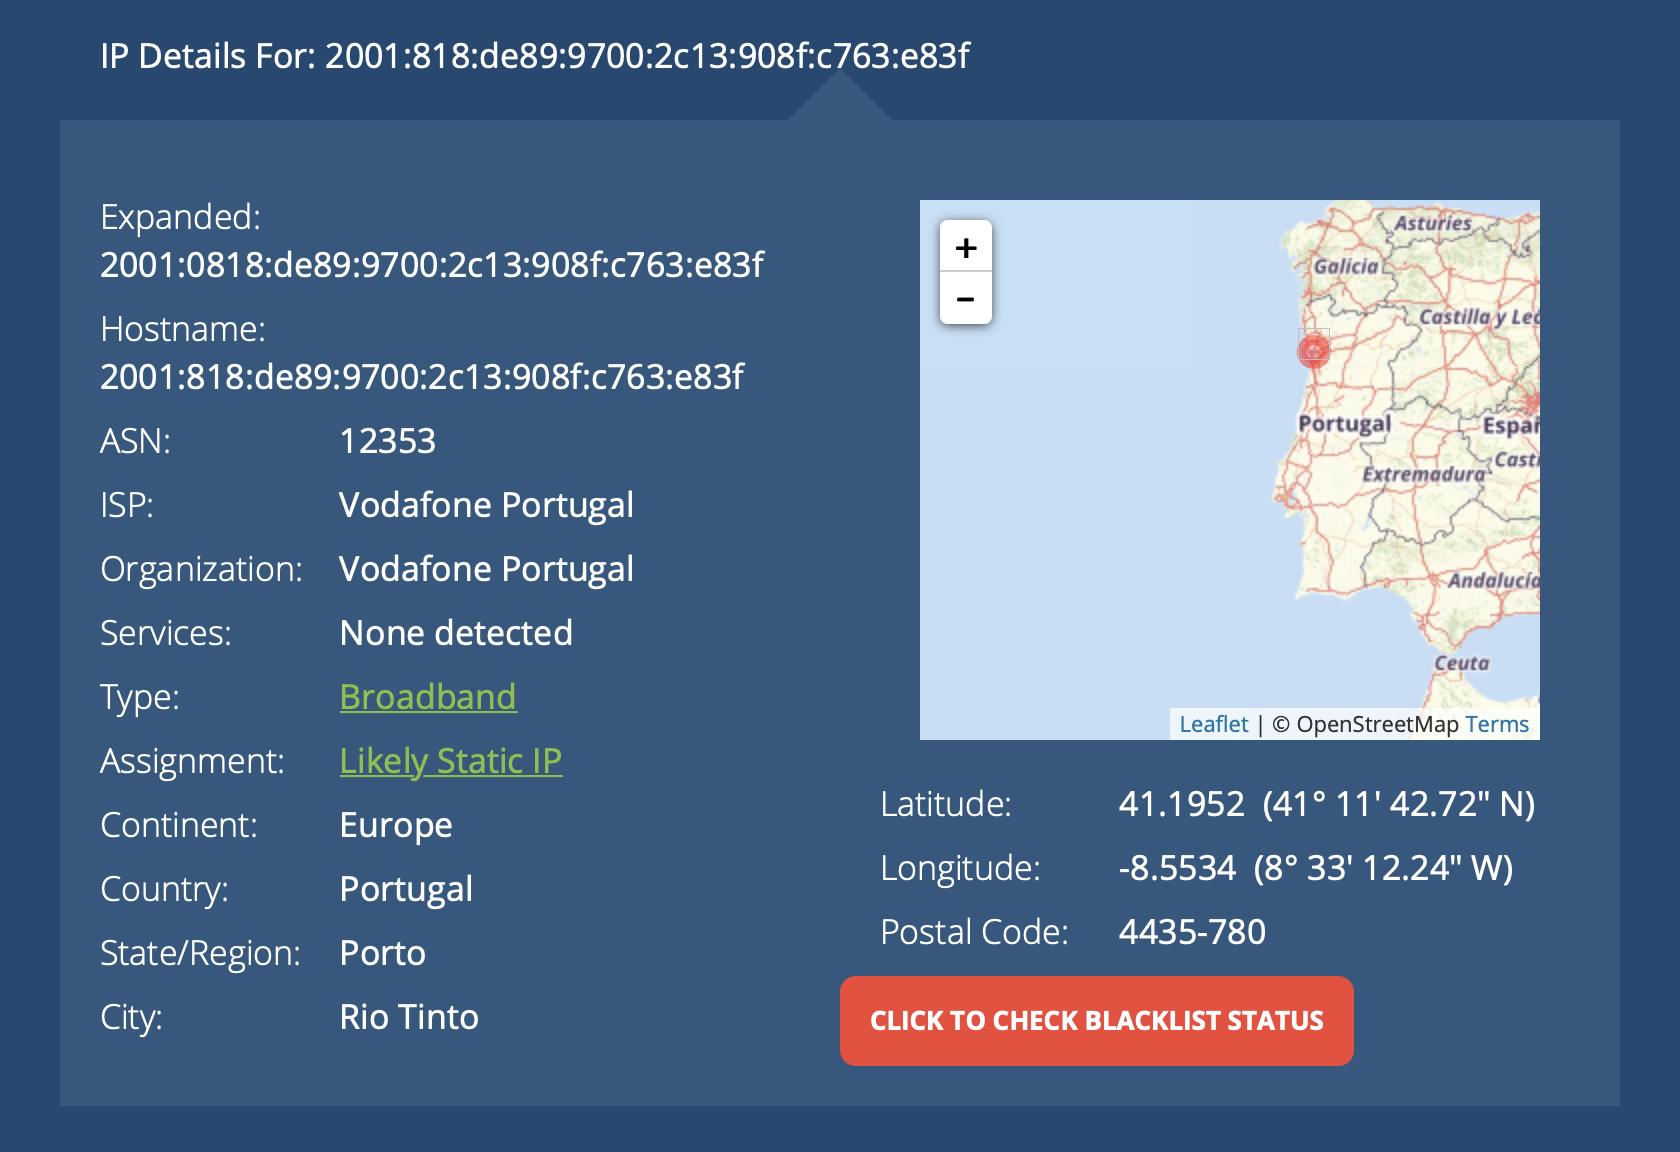 IP Details For: 2001:818:de89:9700:2c13:908f:c763:e83f
Expanded:
2001:0818:de89:9700:2c13:908f:c763:e83f
Hostname:
2001:818:de89:9700:2c13:908f:c763:e83f
ASN: 12353
ISP: Vodafone Portugal
Organization: Vodafone Portugal
Services: None detected
Type: Broadband
Assignment: Likely Static IP
Continent: Europe
Country: Portugal
State/Region: Porto
City: Rio Tinto
+
−
Asturies
Galicia
Castilla y Leó
Portugal
Españ
Casti
Extremadura
Andalucía
Ceuta
Leaflet | © OpenStreetMap Terms
Latitude: 41.1952 (41° 11' 42.72" N)
Longitude: -8.5534 (8° 33' 12.24" W)
Postal Code: 4435-780
CLICK TO CHECK BLACKLIST STATUS